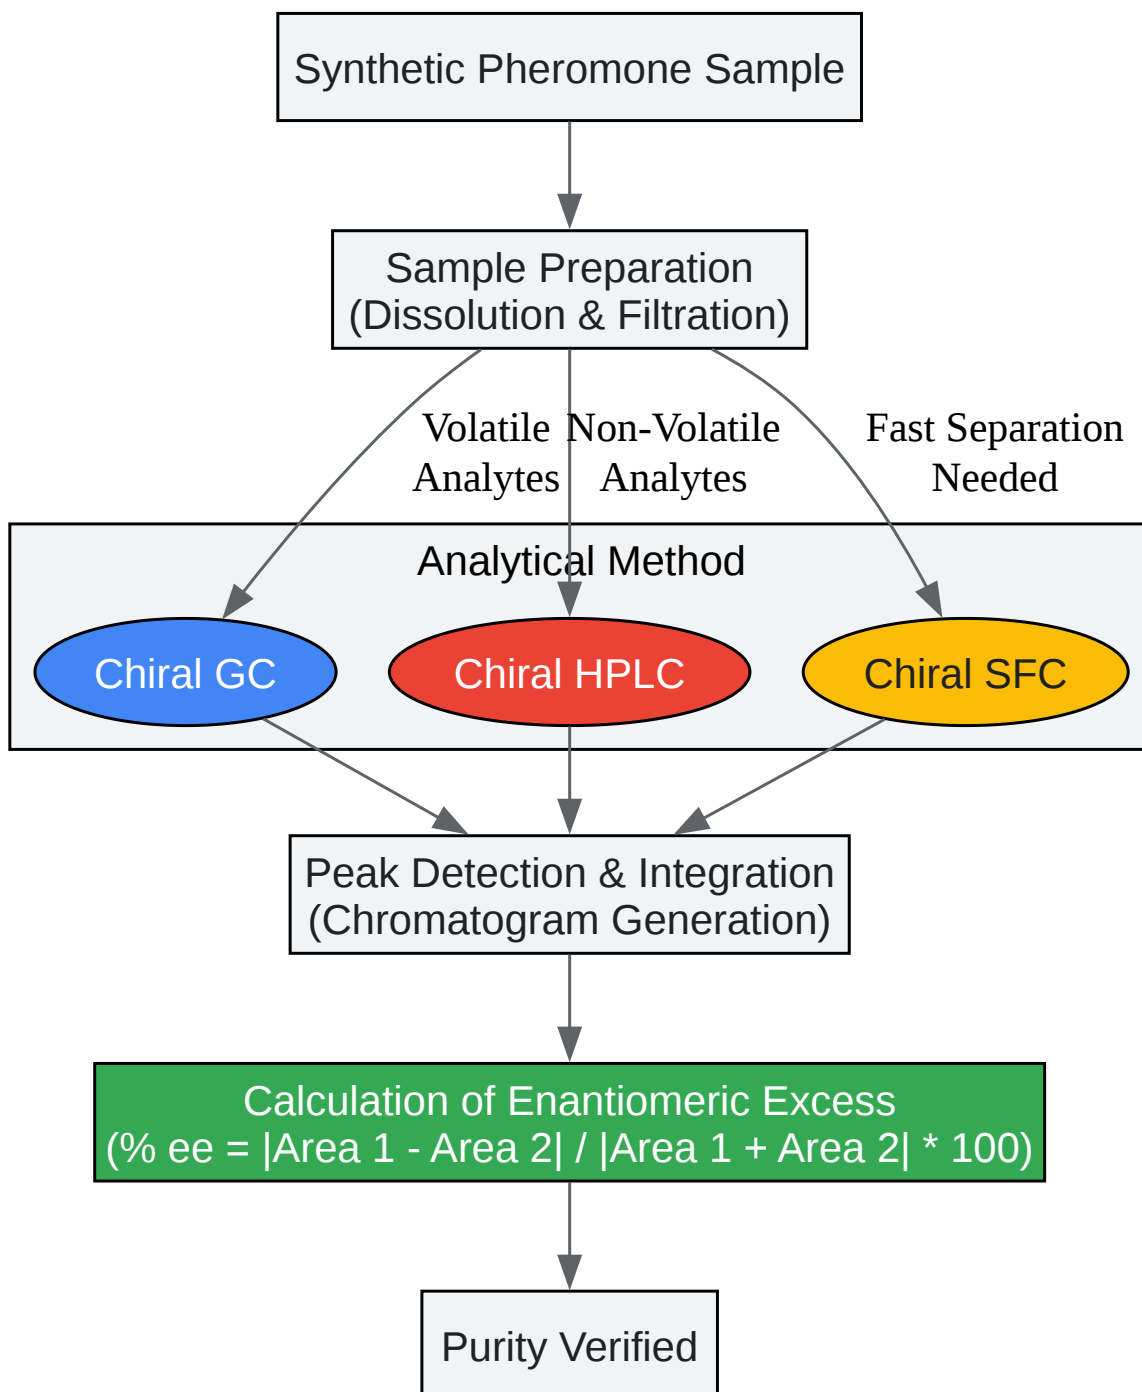 Synthetic Pheromone Sample
Sample Preparation
(Dissolution & Filtration)
Volatile
Analytes
Non-Volatile
Analytes
Fast Separation
Needed
Analytical Method
Chiral GC
Chiral HPLC
Chiral SFC
Peak Detection & Integration
(Chromatogram Generation)
Calculation of Enantiomeric Excess
(% ee = |Area 1 - Area 2| / |Area 1 + Area 2| * 100)
Purity Verified